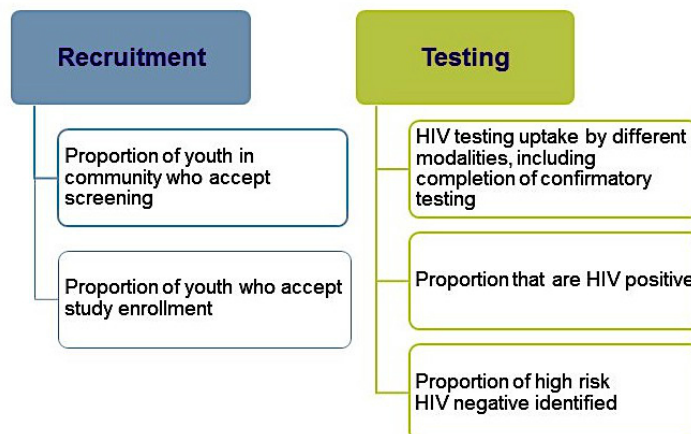 Recruitment
Proportion of youth in
community who accept
screening
Proportion of youth who accept
study enrollment
Testing
HIV testing uptake by different
modalities, including
completion of confirmatory
testing
Proportion that are HIV positive
Proportion of high risk
HIV negative identified